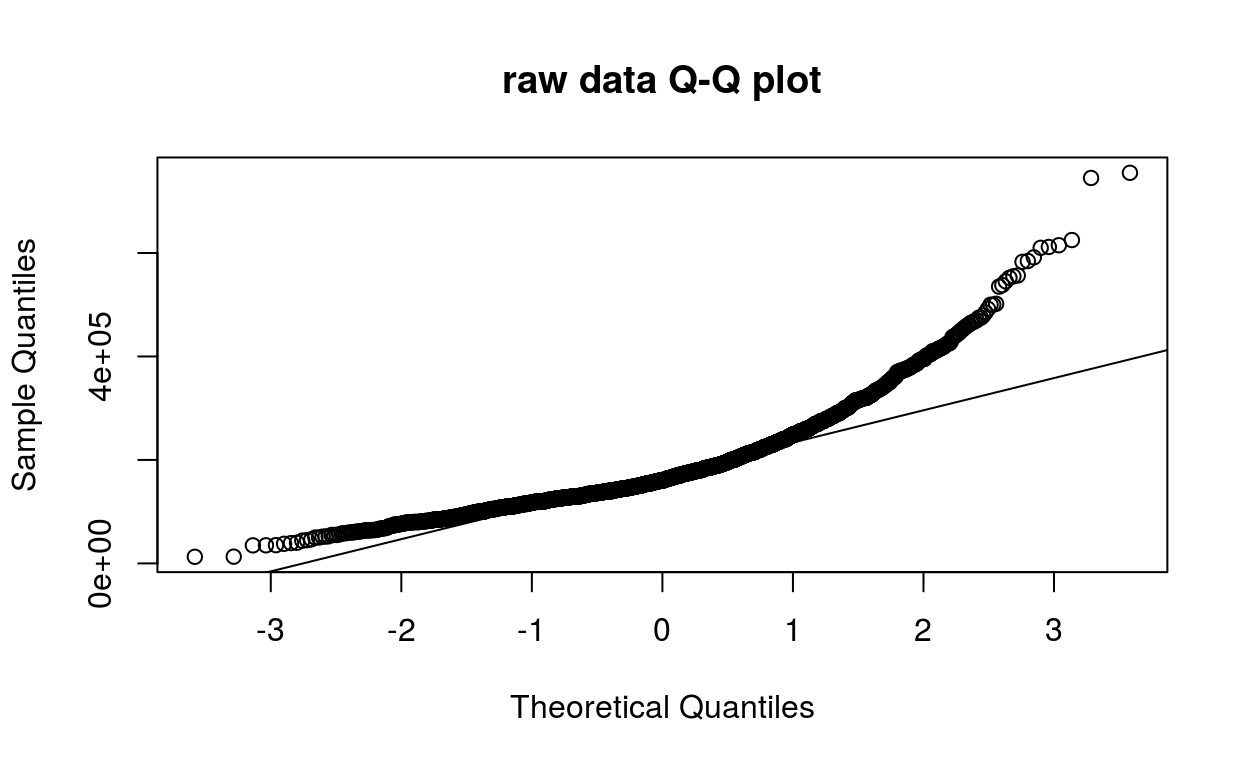 raw data Q-Q plot
Sample Quantiles
4e+05
0e+00
-3 -2 -1 0 1 2 3
Theoretical Quantiles